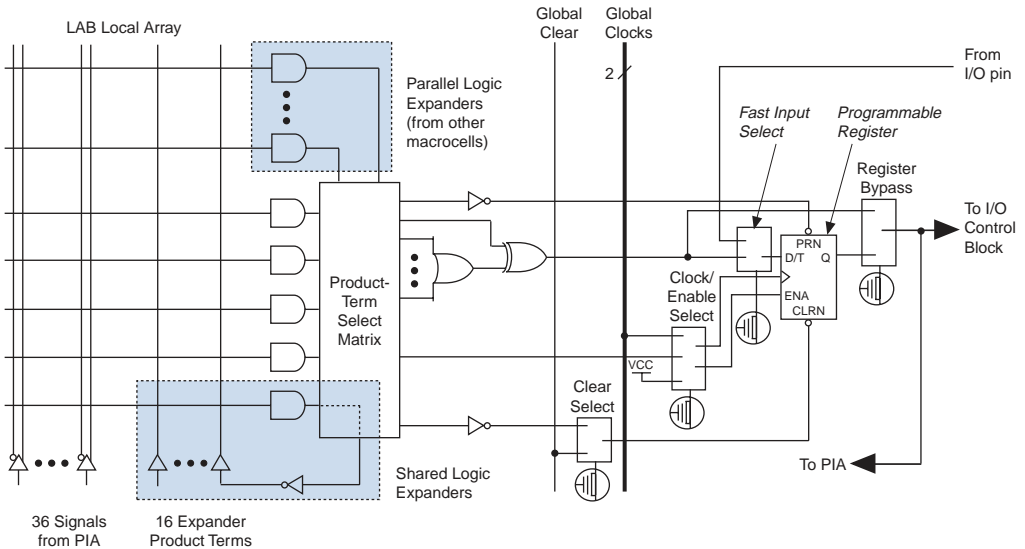 LAB Local Array
Global
Clear
Global
Clocks
2
From
I/O pin
Parallel Logic
Expanders
(from other
macrocells)
Fast Input
Select
Programmable
Register
Register
Bypass
To I/O
Control
Block
PRN
D/T Q
ENA
CLRN
Product-
Term
Select
Matrix
Clock/
Enable
Select
VCC
Clear
Select
To PIA
Shared Logic
Expanders
36 Signals
from PIA
16 Expander
Product Terms